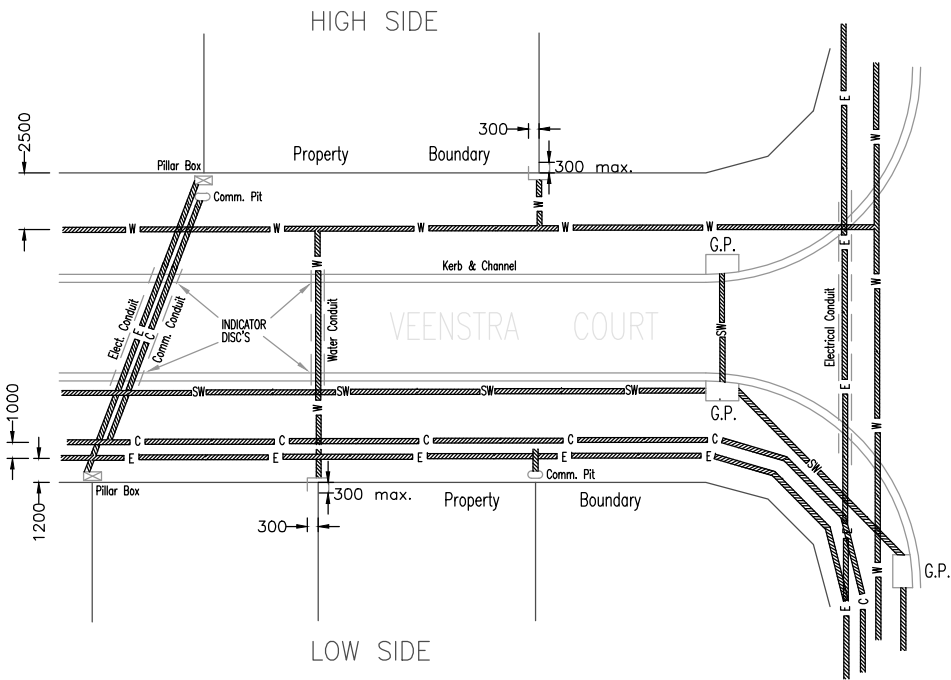 HIGH SIDE
E
2500
300
W
Property Boundary
300 max.
Pillar Box
Comm. Pit
W
W W W W W
G.P.
E
W
Kerb & Channel
W
Elect. Conduit
E
C
Comm. Conduit
INDICATOR
DISC'S
Water Conduit
VEENSTRA COURT
SW
Electrical Conduit
E
SW SW SW SW
W
G.P.
W
1000
C C C C C
E E E E E
SW
Pillar Box
Comm. Pit
300 max.
Property Boundary
1200
300
E
W
G.P.
E
C
LOW SIDE